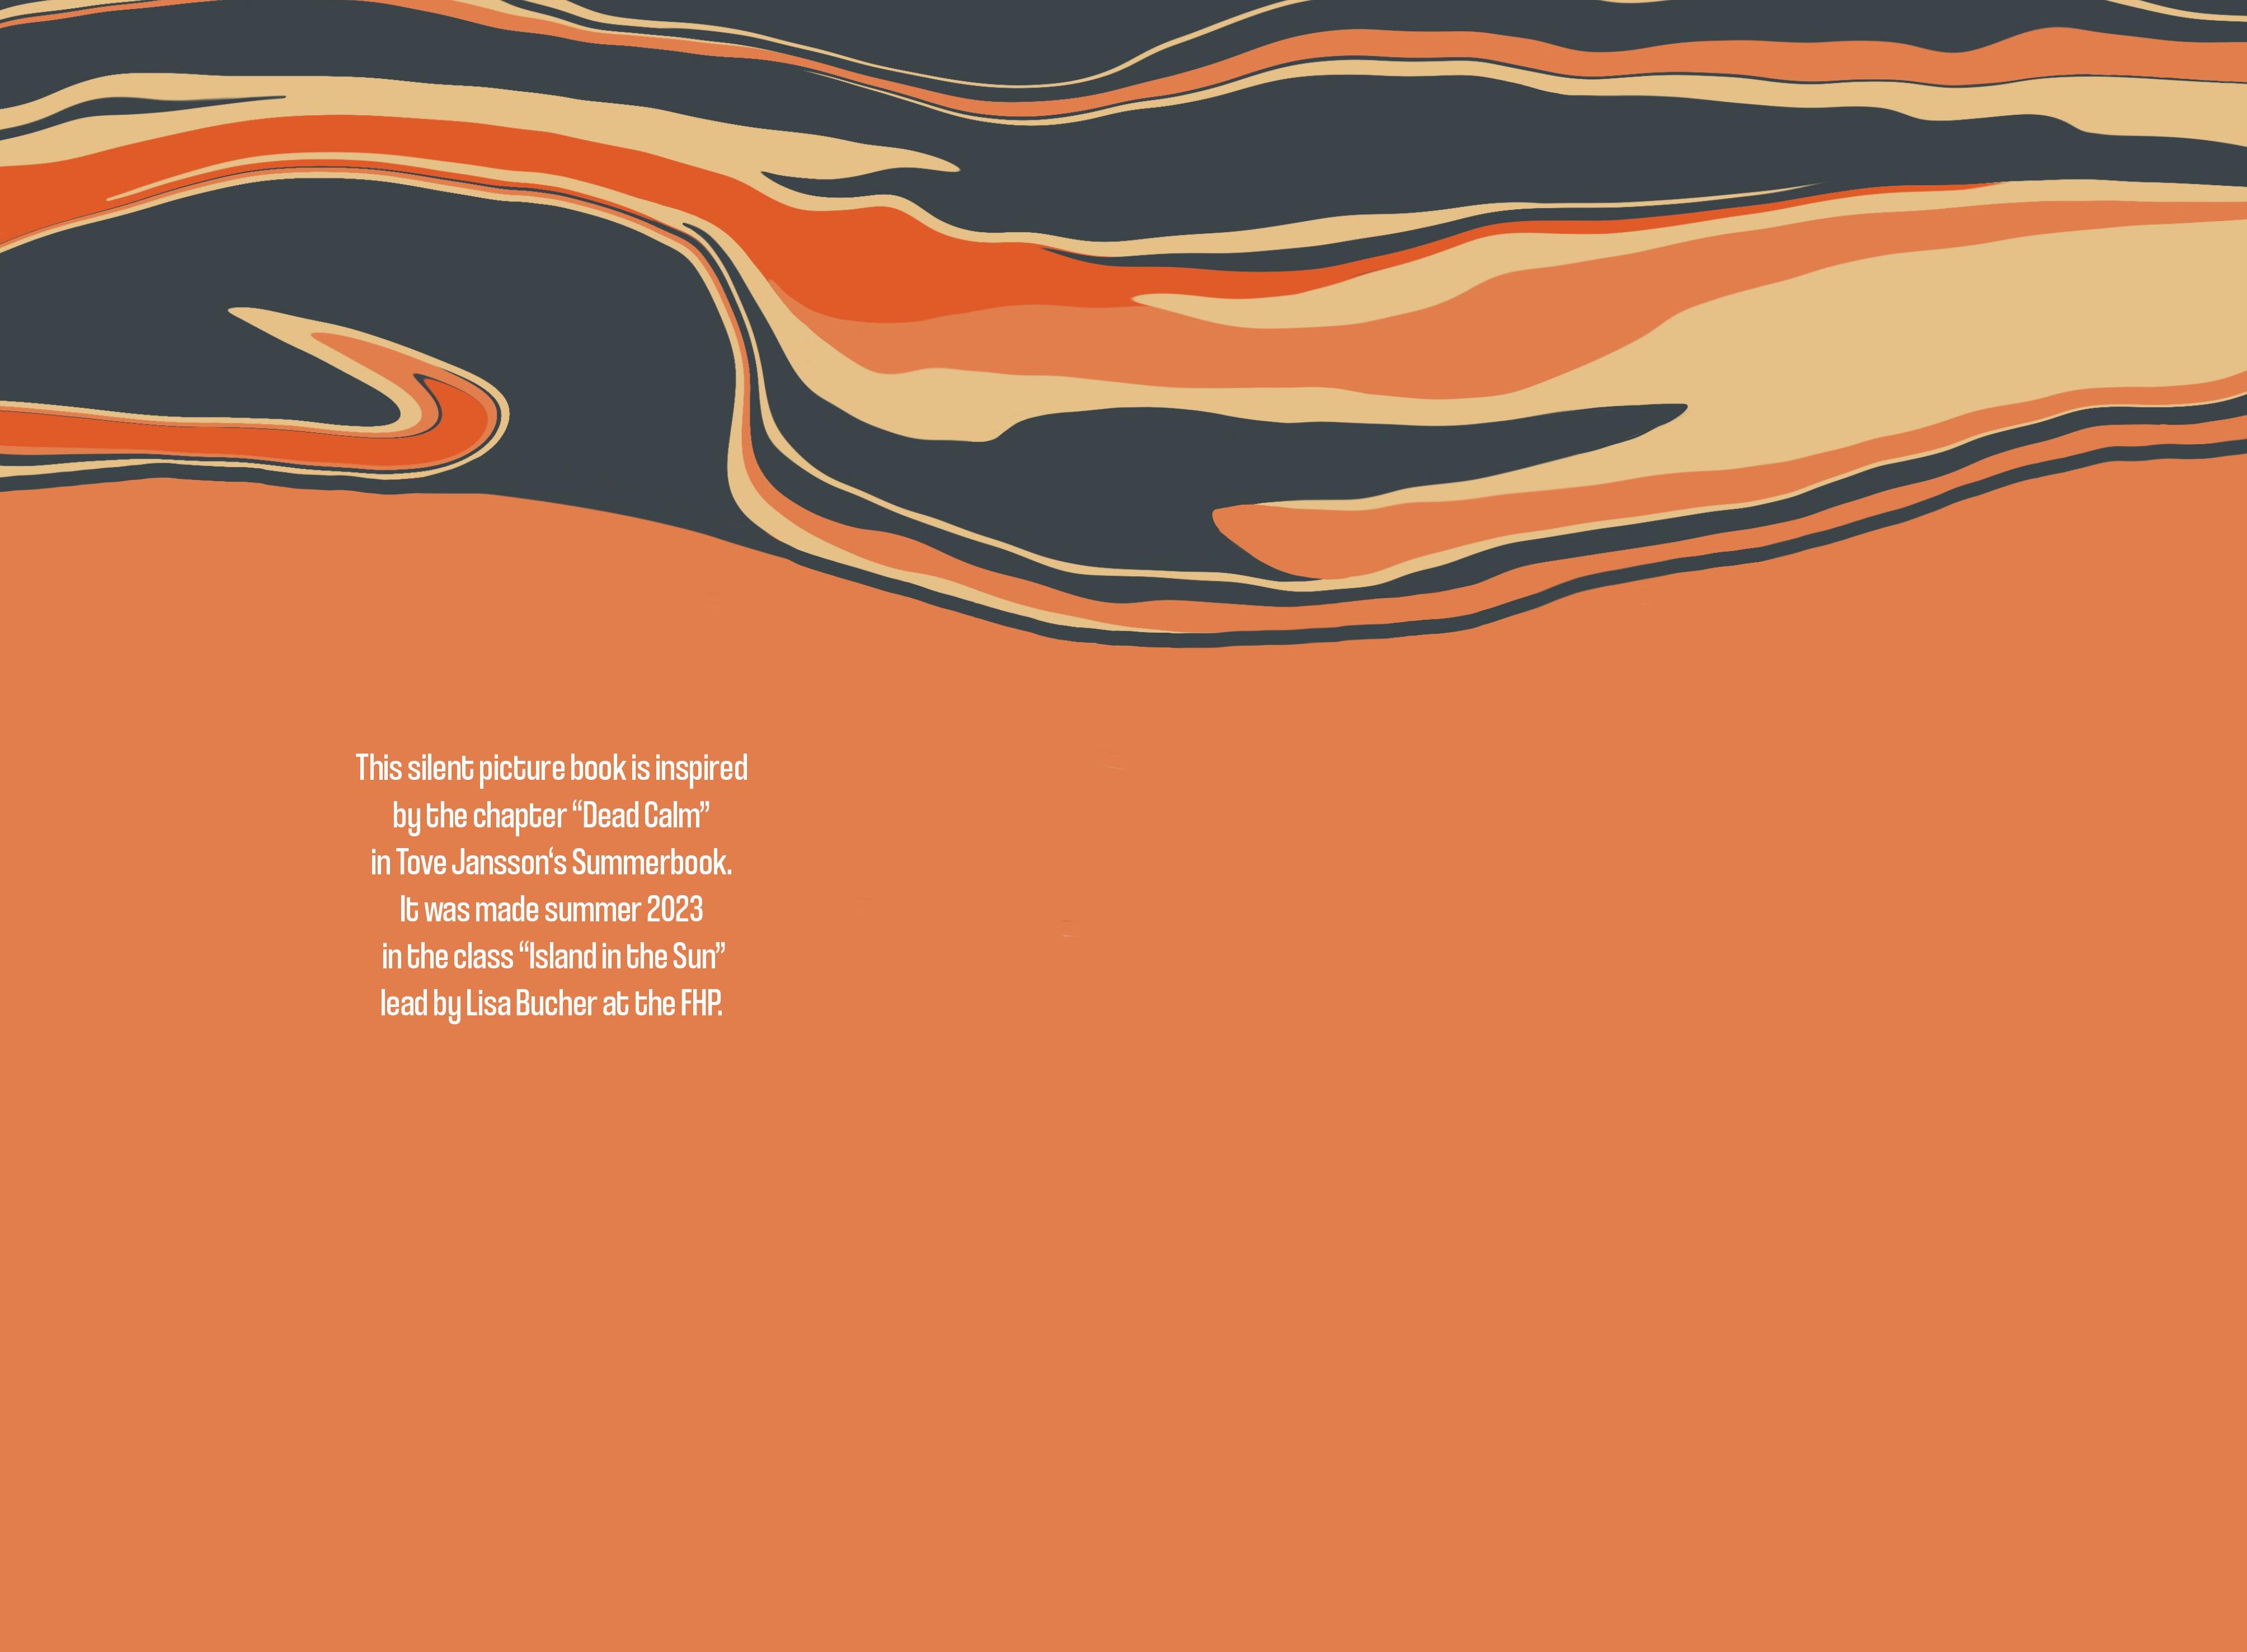 This silent picture book is inspired
by the chapter “Dead Calm”
in Tove Jansson‘s Summerbook.
It was made summer 2023
in the class “Island in the Sun”
lead by Lisa Bucher at the FHP.